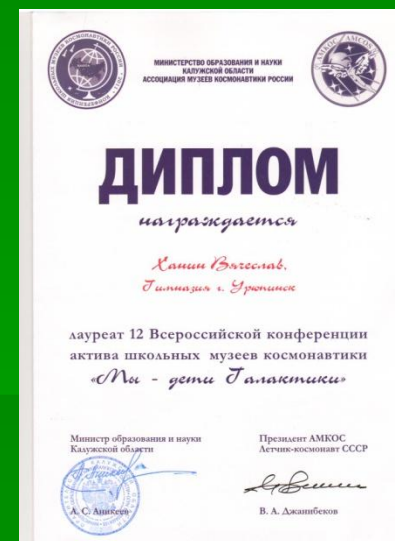 МИНИСТЕРСТВО ОБРАЗОВАНИЯ И НАУКИ
КАЛУЖСКОЙ ОБЛАСТИ
АССОЦИАЦИЯ МУЗЕЕВ КОСМОНАВТИКИ РОССИИ
ДИПЛОМ
награждается
Ханин Вячеслав,
Гимназия г. Урюпинск
лауреат 12 Всероссийской конференции
актива школьных музеев космонавтики
«Мы - дети Галактики»
Министр образования и науки
Калужской области
А. С. Аникеев
Президент АМКОС
Летчик-космонавт СССР
В. А. Джанибеков